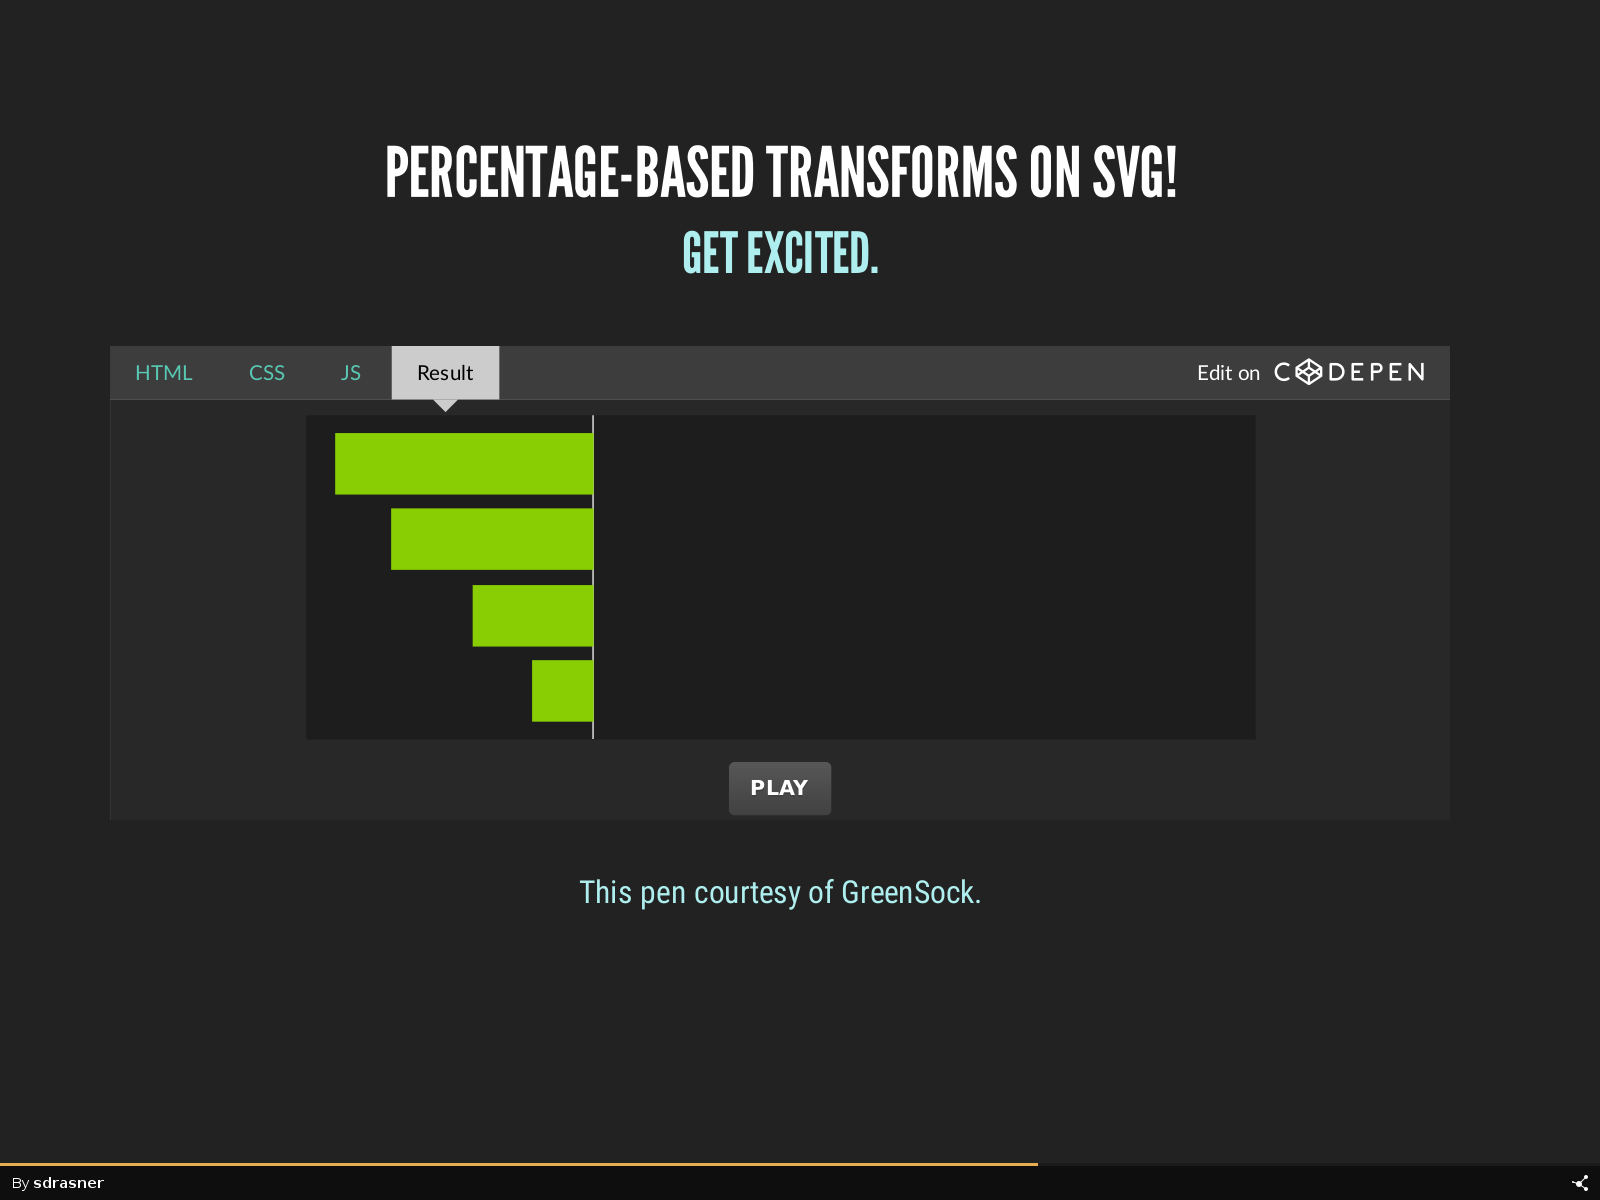 PERCENTAGE-BASED TRANSFORMS ON SVG!
GET EXCITED.
HTML CSS JS Result Edit on CODEPEN
PLAY
This pen courtesy of GreenSock.
By sdrasner